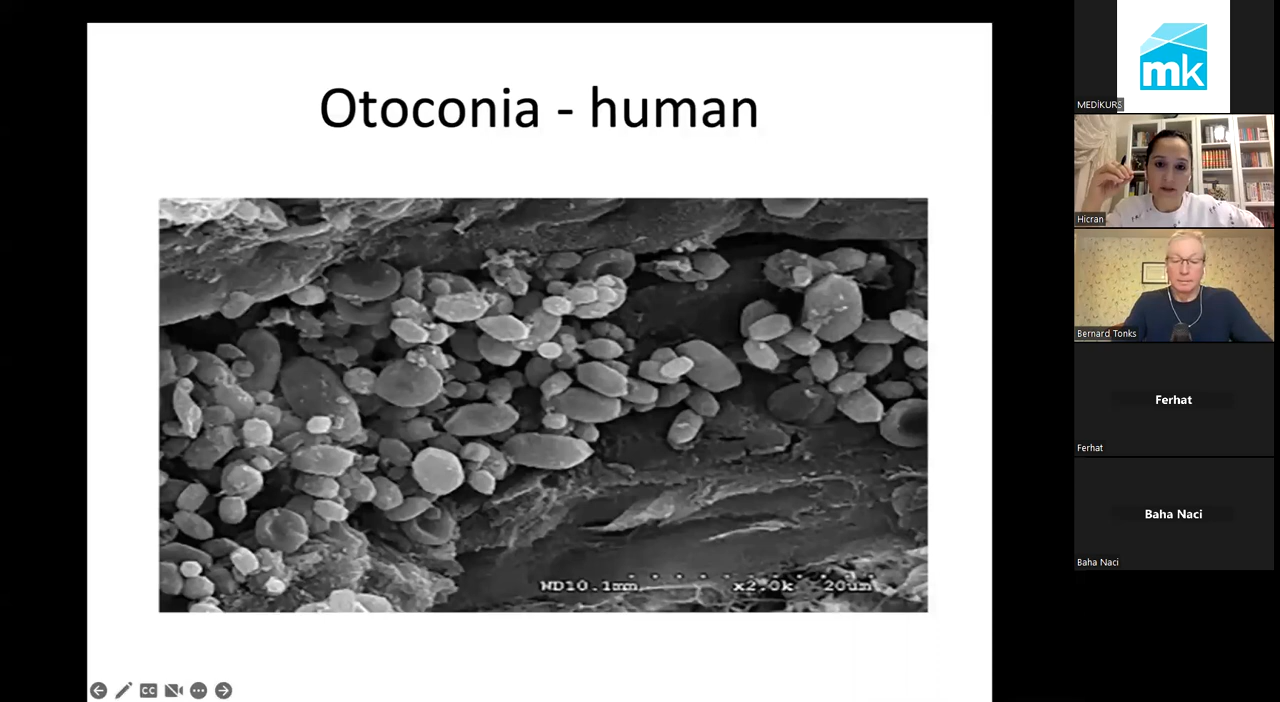 Otoconia - human
WD10.1mm x2.0k 20um
CC
mk
MEDİKURS
Hicran
Bernard Tonks
Ferhat
Ferhat
Baha Naci
Baha Naci